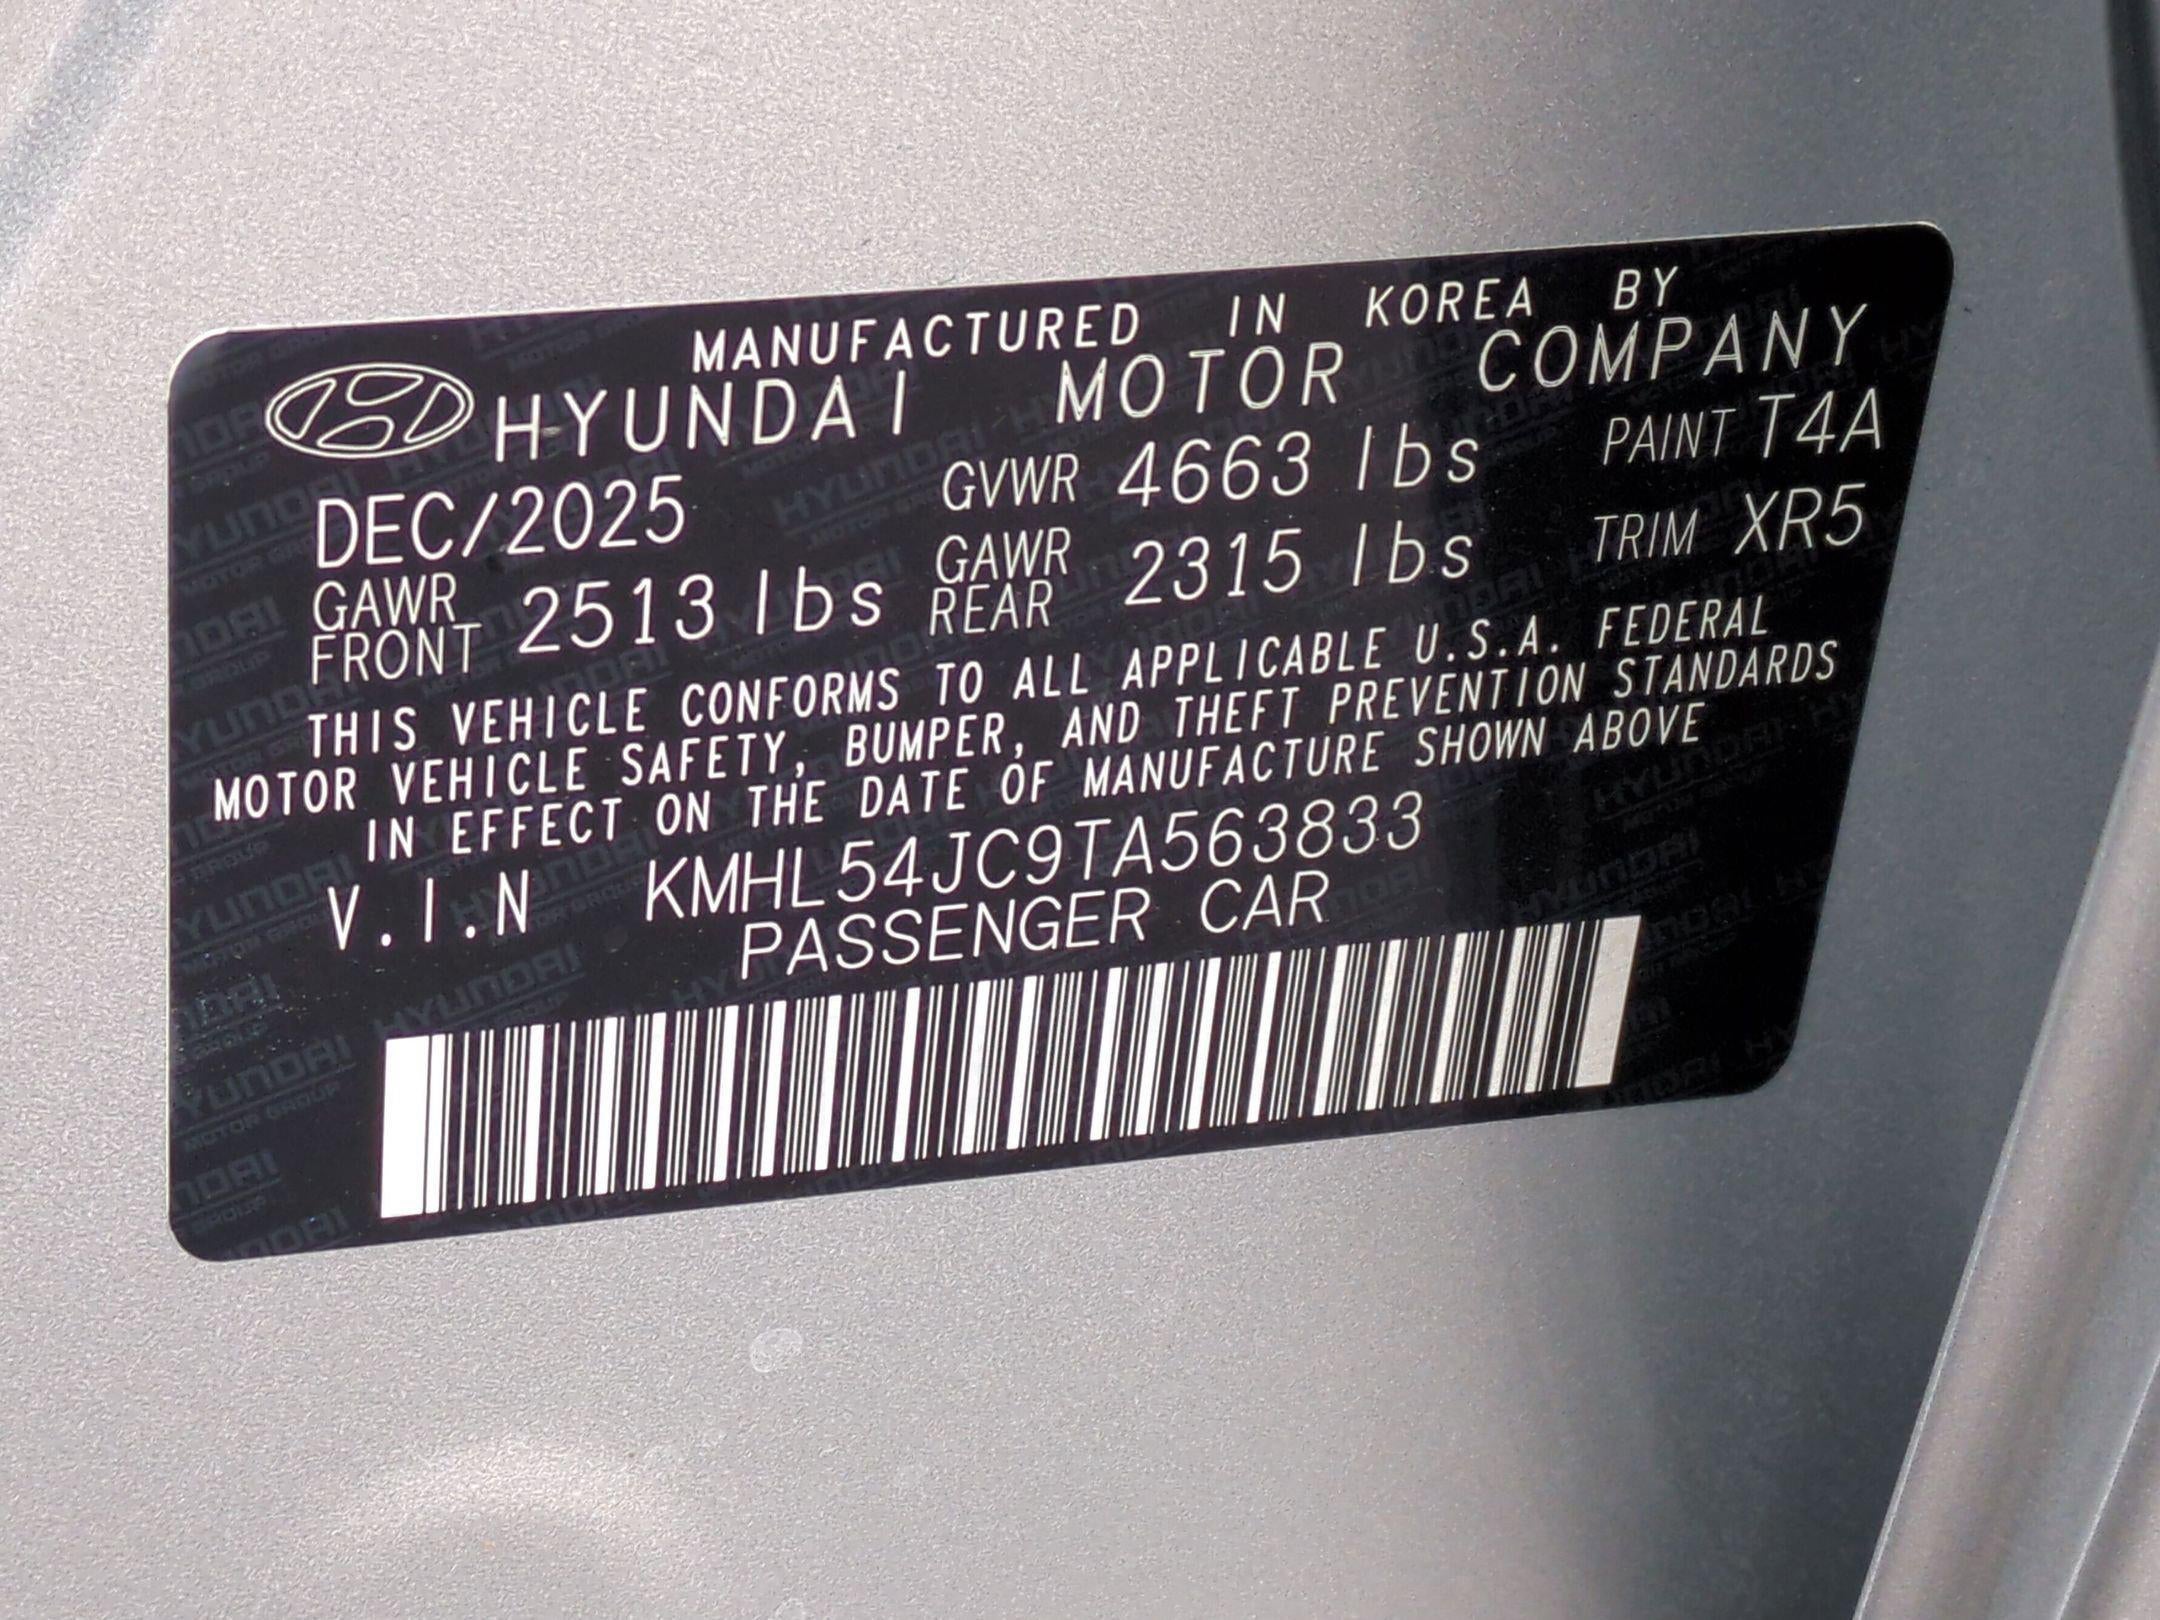 MANUFACTURED IN KOREA BY
HYUNDAI MOTOR COMPANY
DEC/2025 GVWR 4663 lbs PAINT T4A
GAWR FRONT 2513 lbs GAWR REAR 2315 lbs TRIM XR5
THIS VEHICLE CONFORMS TO ALL APPLICABLE U.S.A. FEDERAL
MOTOR VEHICLE SAFETY, BUMPER, AND THEFT PREVENTION STANDARDS
IN EFFECT ON THE DATE OF MANUFACTURE SHOWN ABOVE
V.I.N KMHL54JC9TA563833
PASSENGER CAR